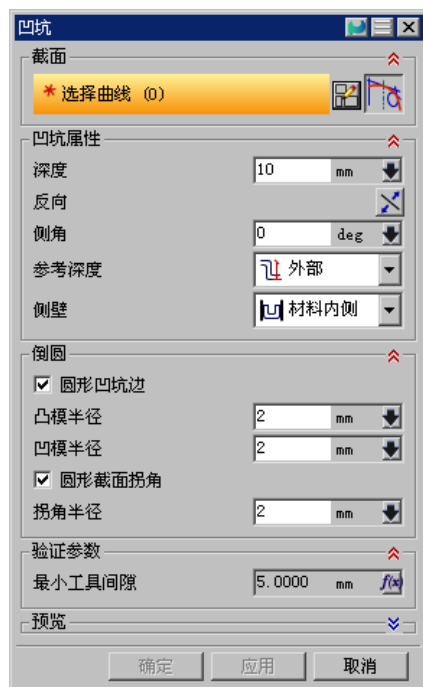 凹坑
截面
* 选择曲线 (0)
凹坑属性
深度 10 mm
反向
侧角 0 deg
参考深度 外部
侧壁 材料内侧
倒圆
圆形凹坑边
凸模半径 2 mm
凹模半径 2 mm
圆形截面拐角
拐角半径 2 mm
验证参数
最小工具间隙 5.0000 mm f(x)
预览
确定 应用 取消